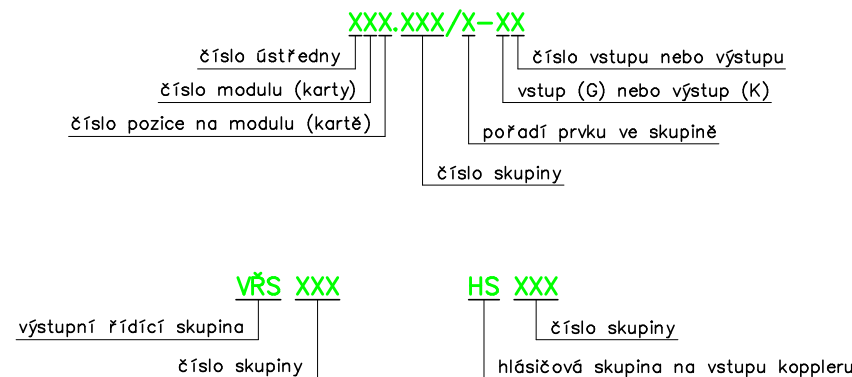 XXX.XXX/X-XX
číslo ústředny
číslo vstupu nebo výstupu
číslo modulu (karty)
vstup (G) nebo výstup (K)
číslo pozice na modulu (kartě)
pořadí prvku ve skupině
číslo skupiny
VŘS XXX
HS XXX
výstupní řídící skupina
číslo skupiny
číslo skupiny
hlásičová skupina na vstupu koppleru